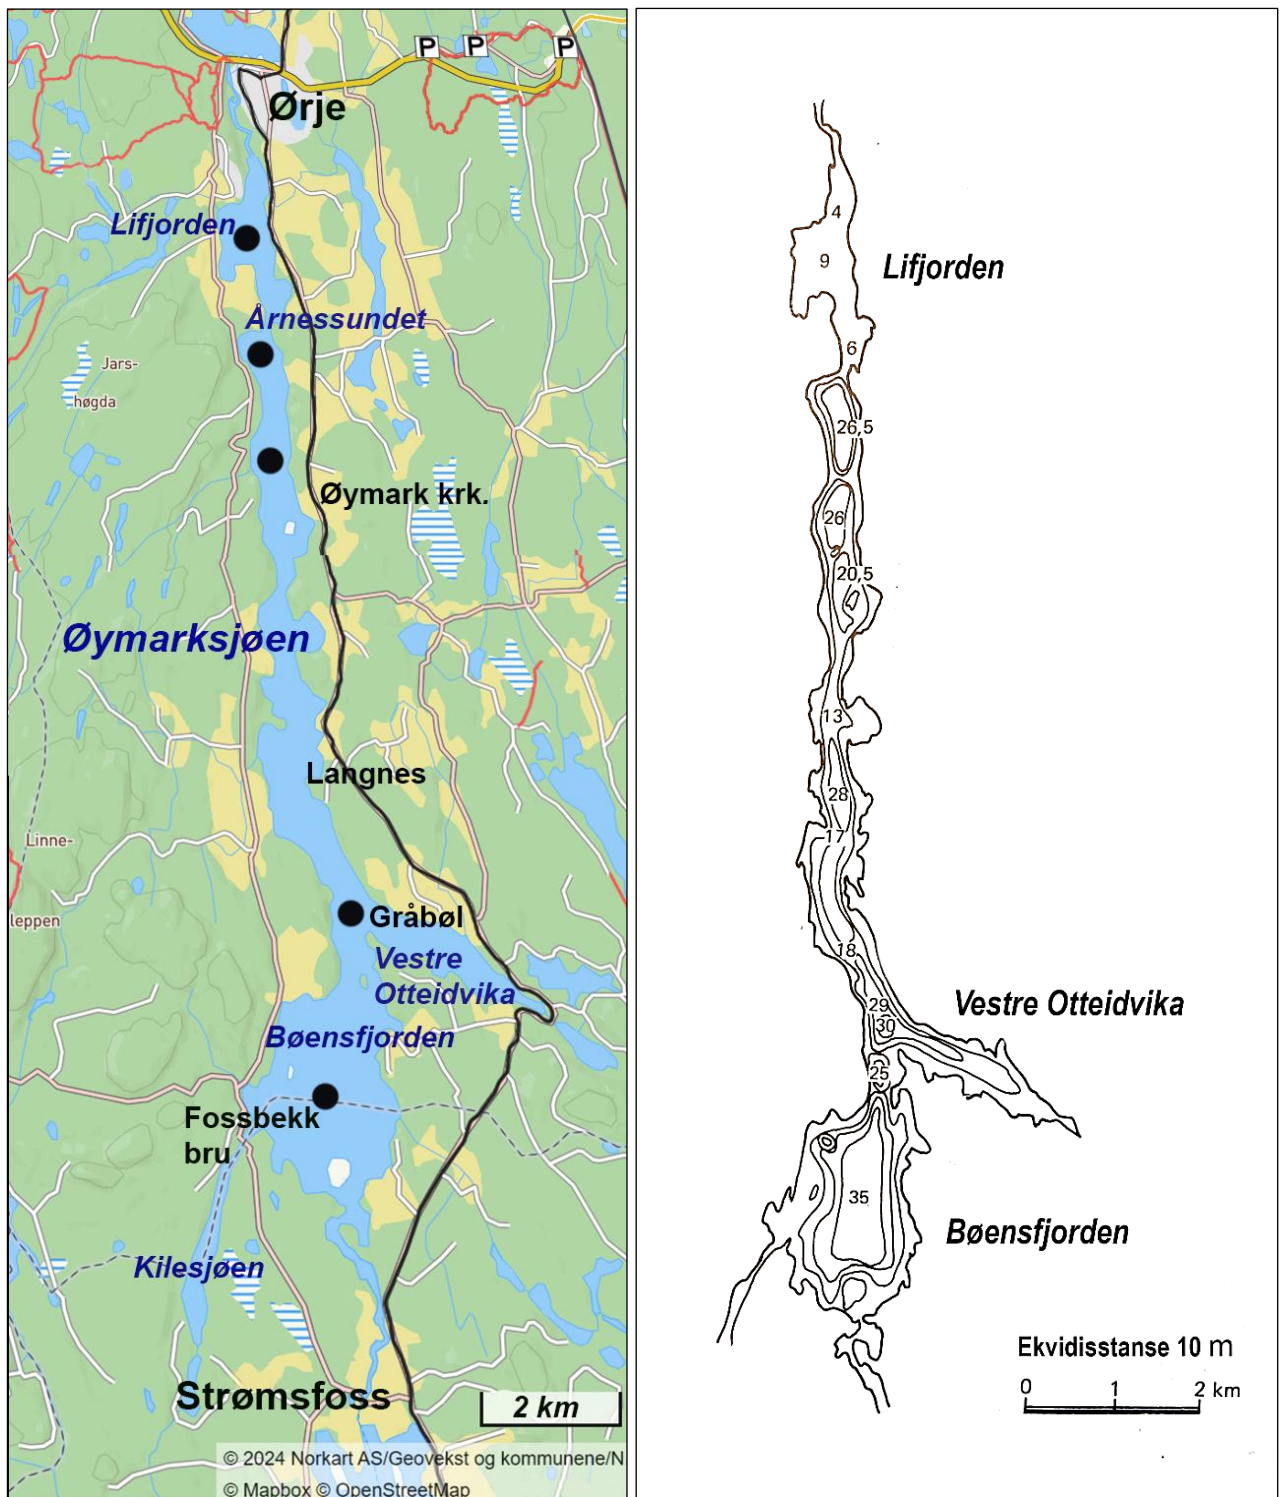 P P P
Ørje
Lifjorden
Årnessundet
Jars-
høgda
Øymark krk.
Øymarksjøen
Langnes
Linne-
leppen
Gråbøl
Vestre
Otteidvika
Bøensfjorden
Fossbekk
bru
Kilesjøen
Strømsfoss
2 km
© 2024 Norkart AS/Geovekst og kommunene/N
© Mapbox © OpenStreetMap
4
9
Lifjorden
6
26,5
26
20,5
13
28
17
18
29
Vestre Otteidvika
30
25
35
Bøensfjorden
Ekvidisstanse 10 m
0 1 2 km